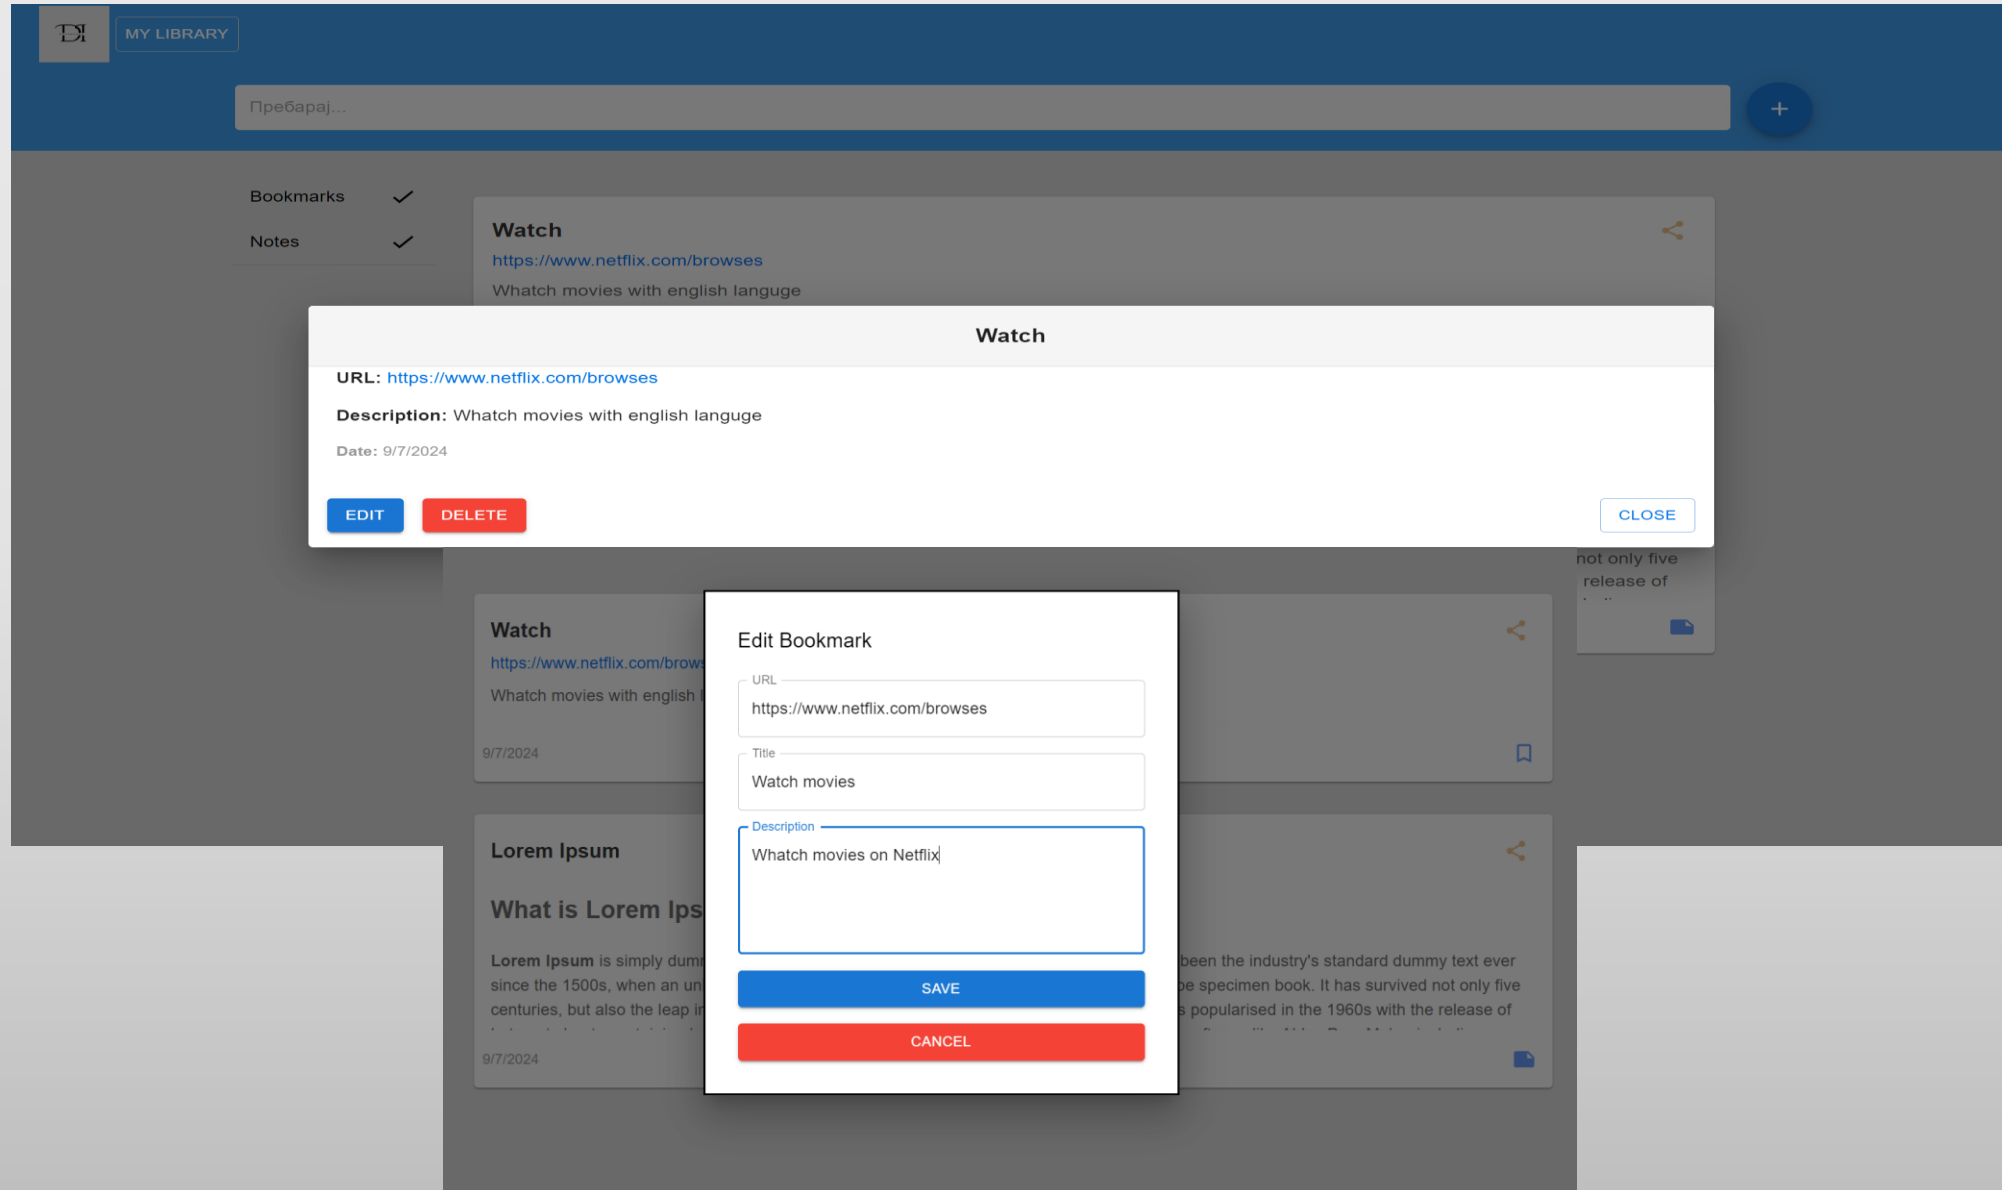 DI
MY LIBRARY
Пребарај...
+
Bookmarks
Notes
Watch
https://www.netflix.com/browses
Whatch movies with english languge
Watch
URL: https://www.netflix.com/browses
Description: Whatch movies with english languge
Date: 9/7/2024
EDIT
DELETE
CLOSE
not only five
release of
Watch
https://www.netflix.com/brows
Whatch movies with english
9/7/2024
Edit Bookmark
URL
https://www.netflix.com/browses
Title
Watch movies
Description
Whatch movies on Netflix
SAVE
CANCEL
Lorem Ipsum
What is Lorem Ips
Lorem Ipsum is simply dumm been the industry's standard dummy text ever
since the 1500s, when an un pe specimen book. It has survived not only five
centuries, but also the leap in s popularised in the 1960s with the release of
9/7/2024